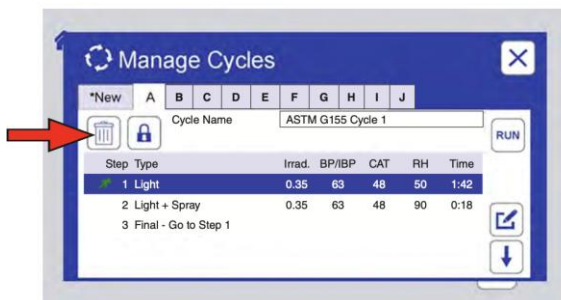 Manage Cycles
*New A B C D E F G H I J
Cycle Name ASTM G155 Cycle 1
RUN
Step Type Irrad. BP/IBP CAT RH Time
1 Light 0.35 63 48 50 1:42
2 Light + Spray 0.35 63 48 90 0:18
3 Final - Go to Step 1